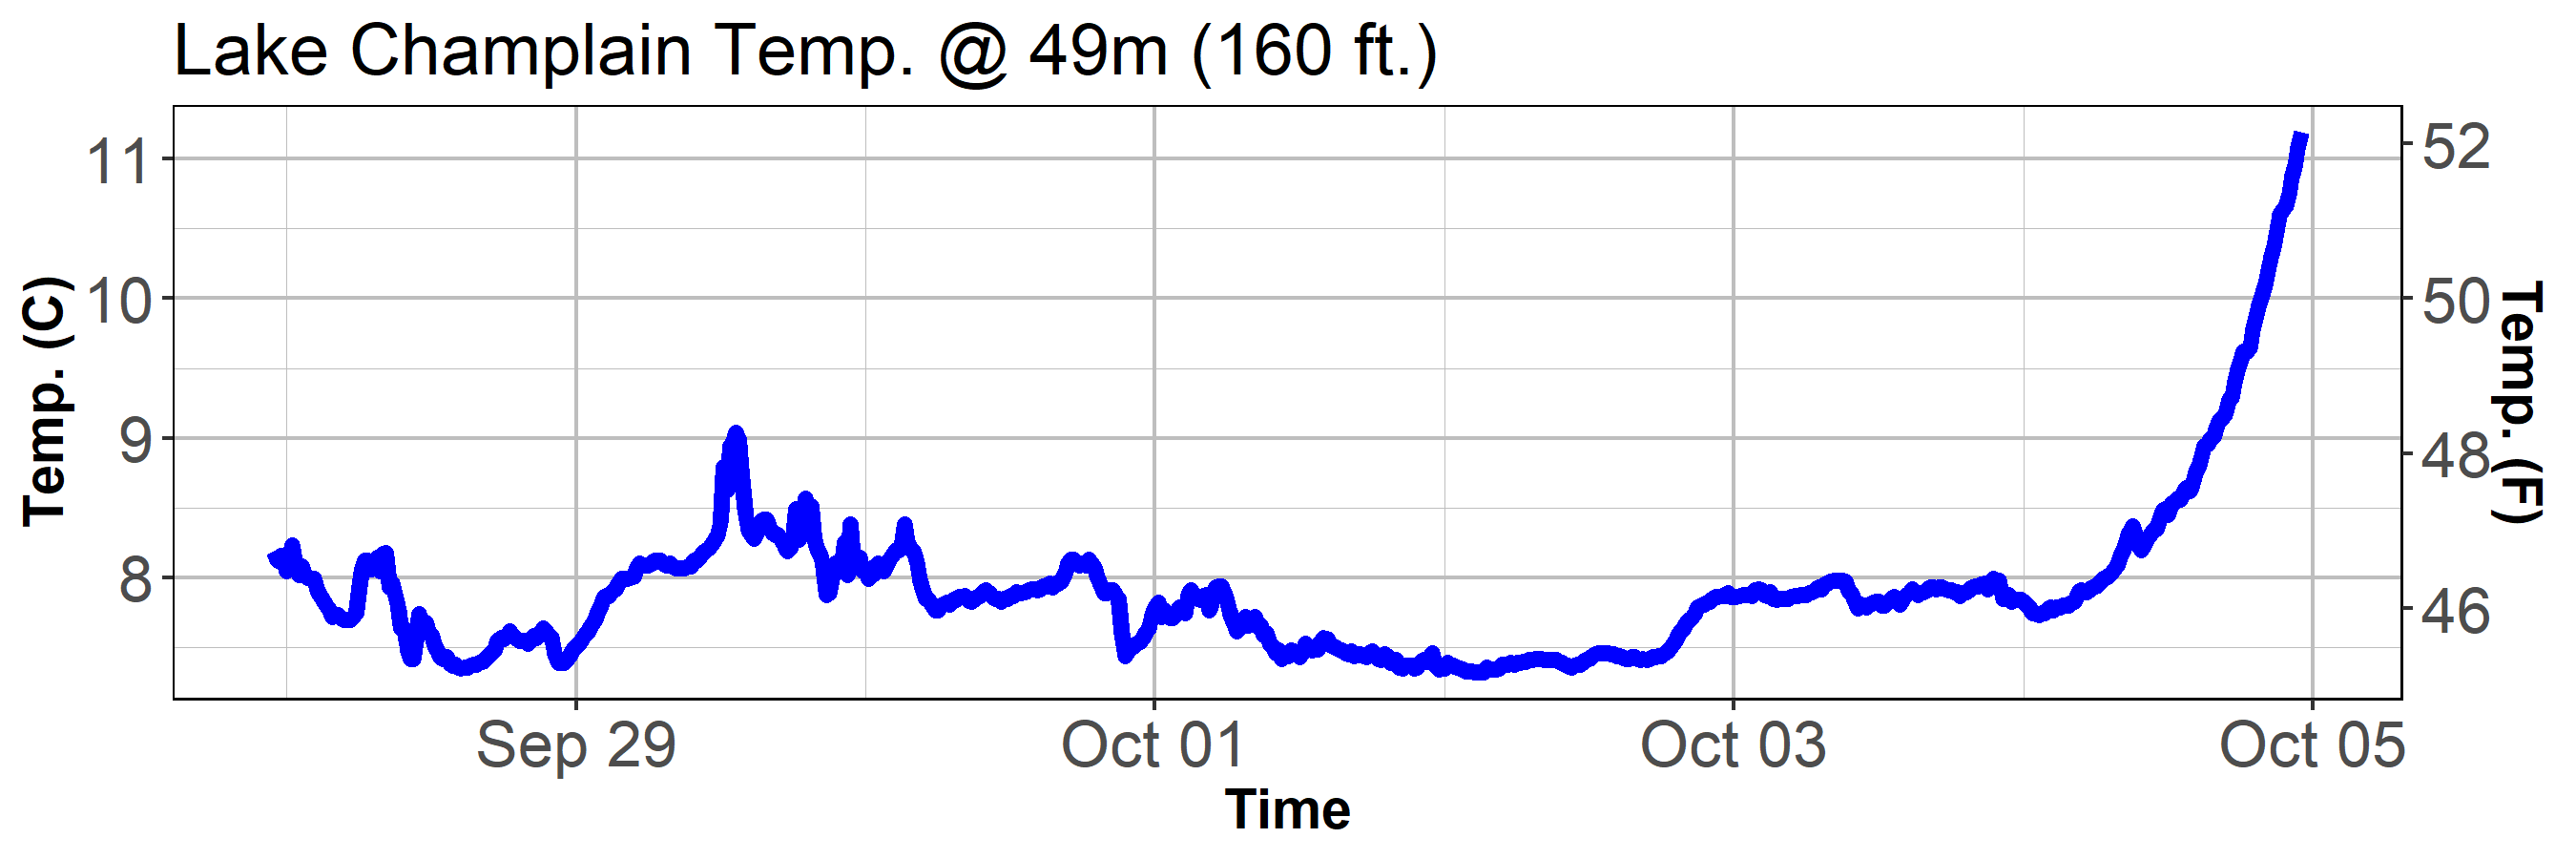 Lake Champlain Temp. @ 49m (160 ft.)
Temp. (C)
11
10
9
8
52
50
48
46
Temp. (F)
Sep 29
Oct 01
Oct 03
Oct 05
Time